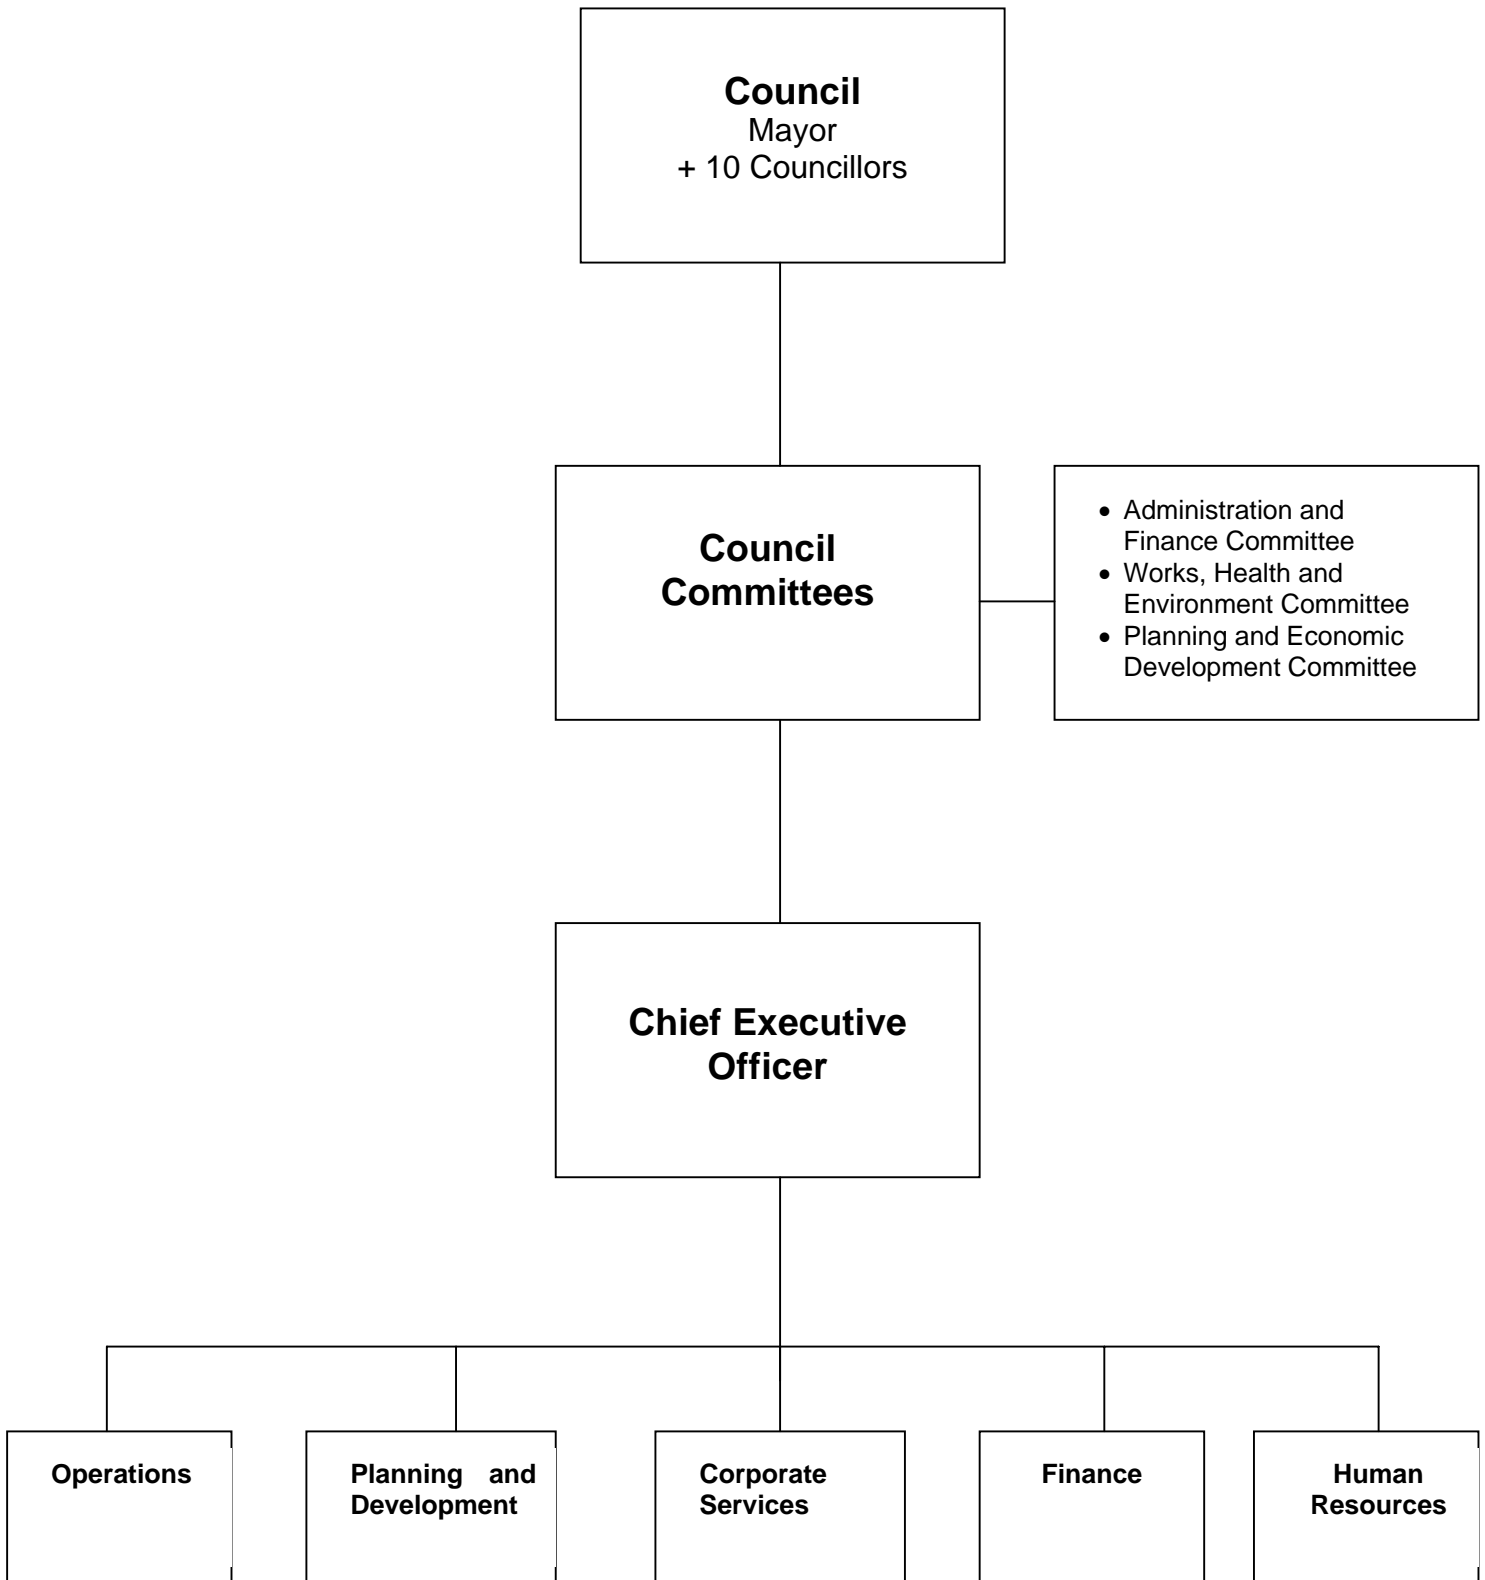 Council
Mayor
+ 10 Councillors
Council
Committees
• Administration and
Finance Committee
• Works, Health and
Environment Committee
• Planning and Economic
Development Committee
Chief Executive
Officer
Operations
Planning and
Development
Corporate
Services
Finance
Human
Resources